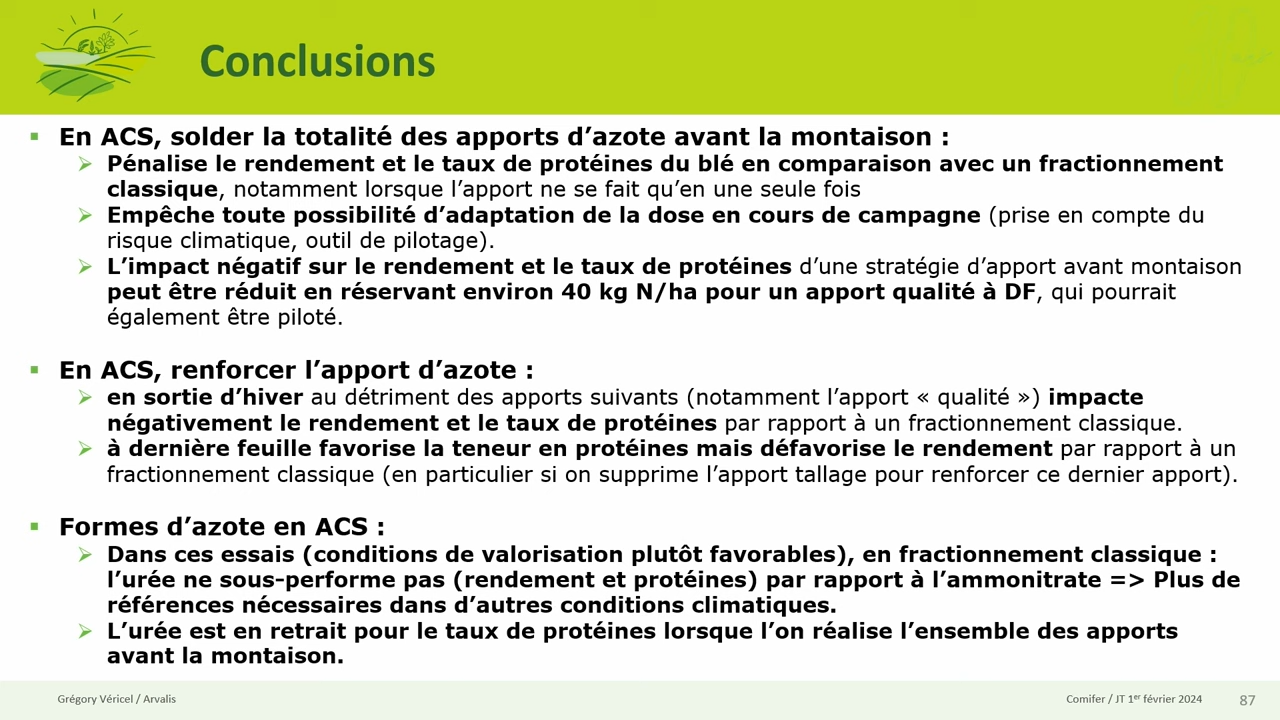 Conclusions
▪ En ACS, solder la totalité des apports d’azote avant la montaison :
➢ Pénalise le rendement et le taux de protéines du blé en comparaison avec un fractionnement
classique, notamment lorsque l’apport ne se fait qu’en une seule fois
➢ Empêche toute possibilité d’adaptation de la dose en cours de campagne (prise en compte du
risque climatique, outil de pilotage).
➢ L’impact négatif sur le rendement et le taux de protéines d’une stratégie d’apport avant montaison
peut être réduit en réservant environ 40 kg N/ha pour un apport qualité à DF, qui pourrait
également être piloté.
▪ En ACS, renforcer l’apport d’azote :
➢ en sortie d’hiver au détriment des apports suivants (notamment l’apport « qualité ») impacte
négativement le rendement et le taux de protéines par rapport à un fractionnement classique.
➢ à dernière feuille favorise la teneur en protéines mais défavorise le rendement par rapport à un
fractionnement classique (en particulier si on supprime l’apport tallage pour renforcer ce dernier apport).
▪ Formes d’azote en ACS :
➢ Dans ces essais (conditions de valorisation plutôt favorables), en fractionnement classique :
l’urée ne sous-performe pas (rendement et protéines) par rapport à l’ammonitrate => Plus de
références nécessaires dans d’autres conditions climatiques.
➢ L’urée est en retrait pour le taux de protéines lorsque l’on réalise l’ensemble des apports
avant la montaison.
Grégory Véricel / Arvalis
Comifer / JT 1er février 2024
87